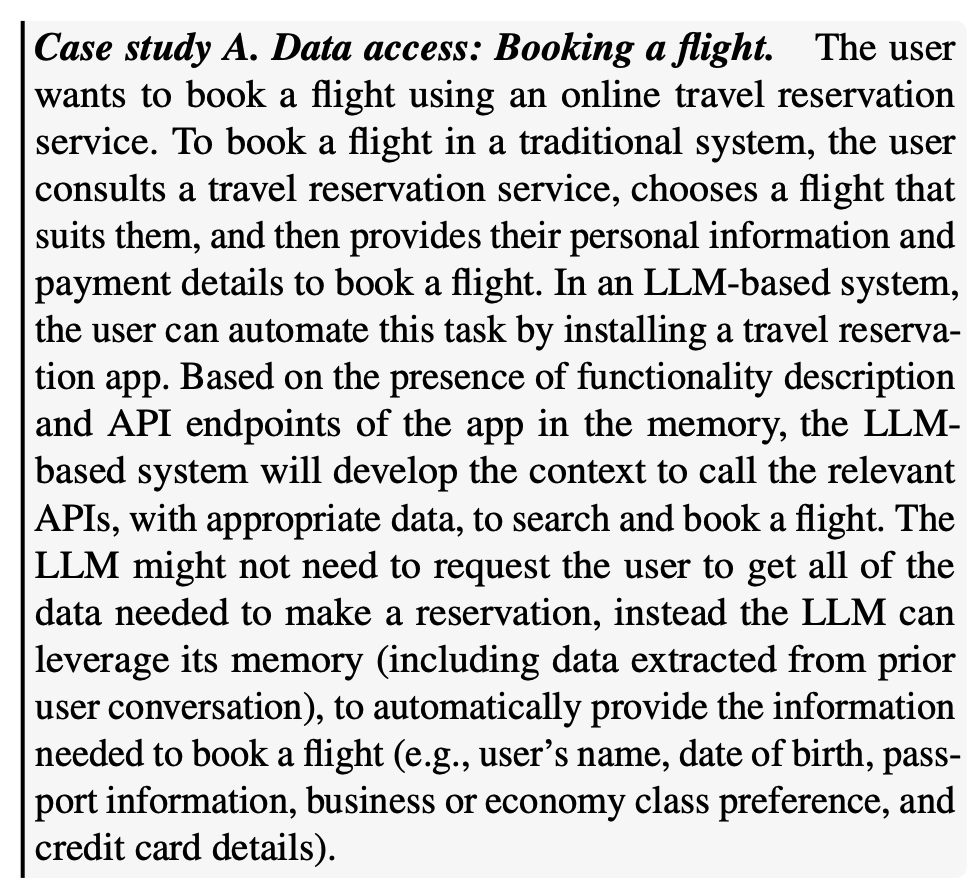 Case study A. Data access: Booking a flight. The user
wants to book a flight using an online travel reservation
service. To book a flight in a traditional system, the user
consults a travel reservation service, chooses a flight that
suits them, and then provides their personal information and
payment details to book a flight. In an LLM-based system,
the user can automate this task by installing a travel reserva-
tion app. Based on the presence of functionality description
and API endpoints of the app in the memory, the LLM-
based system will develop the context to call the relevant
APIs, with appropriate data, to search and book a flight. The
LLM might not need to request the user to get all of the
data needed to make a reservation, instead the LLM can
leverage its memory (including data extracted from prior
user conversation), to automatically provide the information
needed to book a flight (e.g., user’s name, date of birth, pass-
port information, business or economy class preference, and
credit card details).